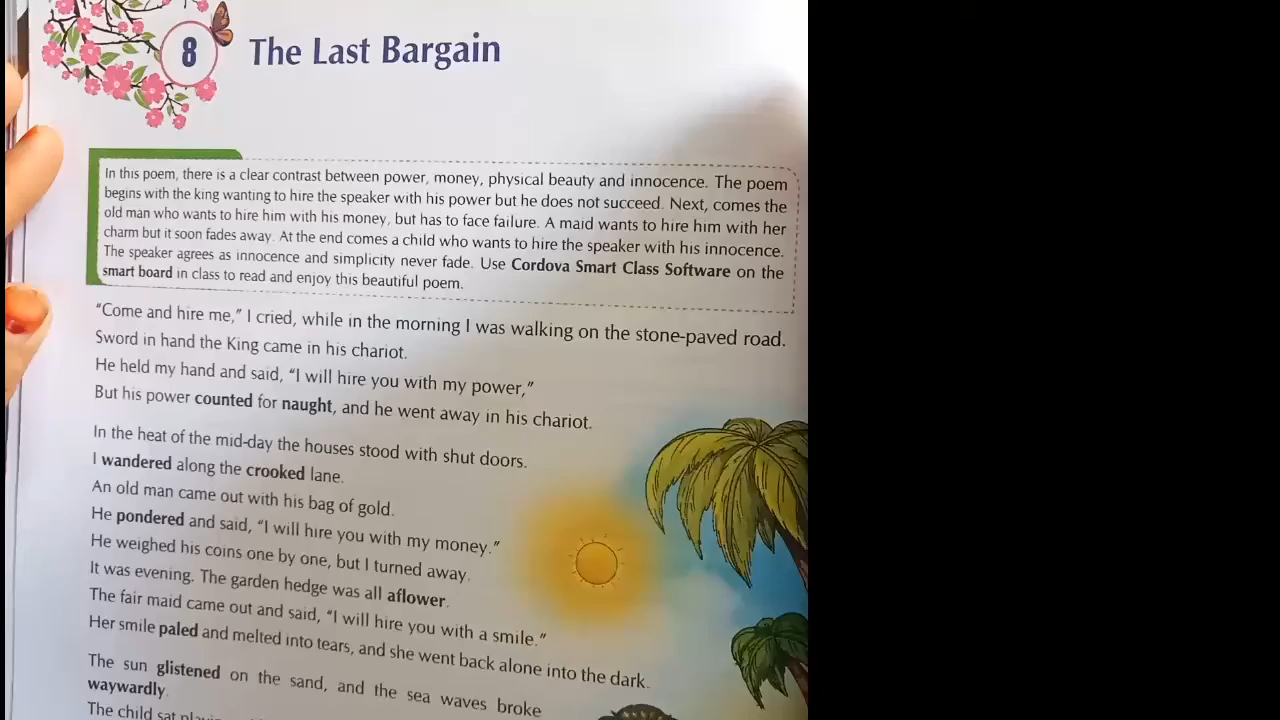 8 The Last Bargain
In this poem, there is a clear contrast between power, money, physical beauty and innocence. The poem
begins with the king wanting to hire the speaker with his power but he does not succeed. Next, comes the
old man who wants to hire him with his money, but has to face failure. A maid wants to hire him with her
charm but it soon fades away. At the end comes a child who wants to hire the speaker with his innocence.
The speaker agrees as innocence and simplicity never fade. Use Cordova Smart Class Software on the
smart board in class to read and enjoy this beautiful poem.
"Come and hire me," I cried, while in the morning I was walking on the stone-paved road.
Sword in hand the King came in his chariot.
He held my hand and said, "I will hire you with my power,"
But his power counted for naught, and he went away in his chariot.
In the heat of the mid-day the houses stood with shut doors.
I wandered along the crooked lane.
An old man came out with his bag of gold.
He pondered and said, "I will hire you with my money."
He weighed his coins one by one, but I turned away.
It was evening. The garden hedge was all aflower.
The fair maid came out and said, "I will hire you with a smile."
Her smile paled and melted into tears, and she went back alone into the dark.
The sun glistened on the sand, and the sea waves broke
waywardly.
The child sat